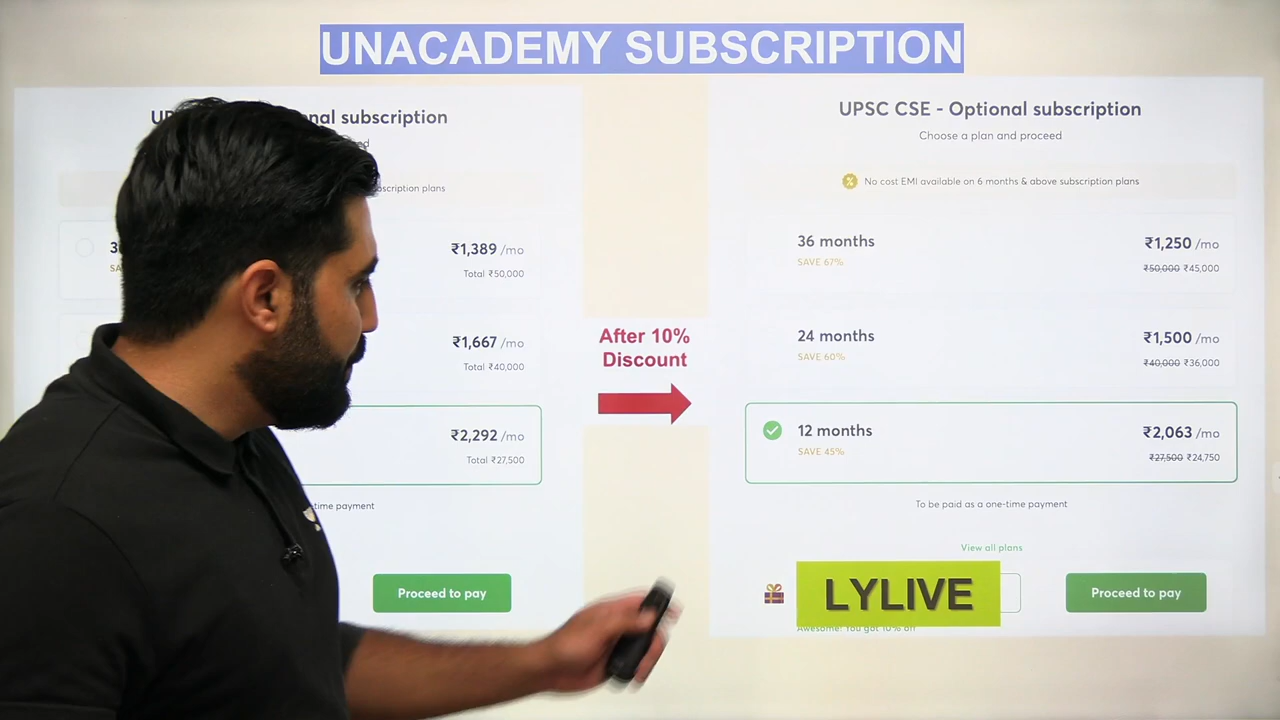 UNACADEMY SUBSCRIPTION
nal subscription
scription plans
₹1,389 /mo
Total ₹50,000
₹1,667 /mo
Total ₹40,000
₹2,292 /mo
Total ₹27,500
time payment
Proceed to pay
After 10%
Discount
UPSC CSE - Optional subscription
Choose a plan and proceed
No cost EMI available on 6 months & above subscription plans
36 months
₹1,250 /mo
SAVE 67%
₹50,000 ₹45,000
24 months
₹1,500 /mo
SAVE 60%
₹40,000 ₹36,000
12 months
₹2,063 /mo
SAVE 45%
₹27,500 ₹24,750
To be paid as a one-time payment
View all plans
LYLIVE
Proceed to pay
Awesome! You got 10% off